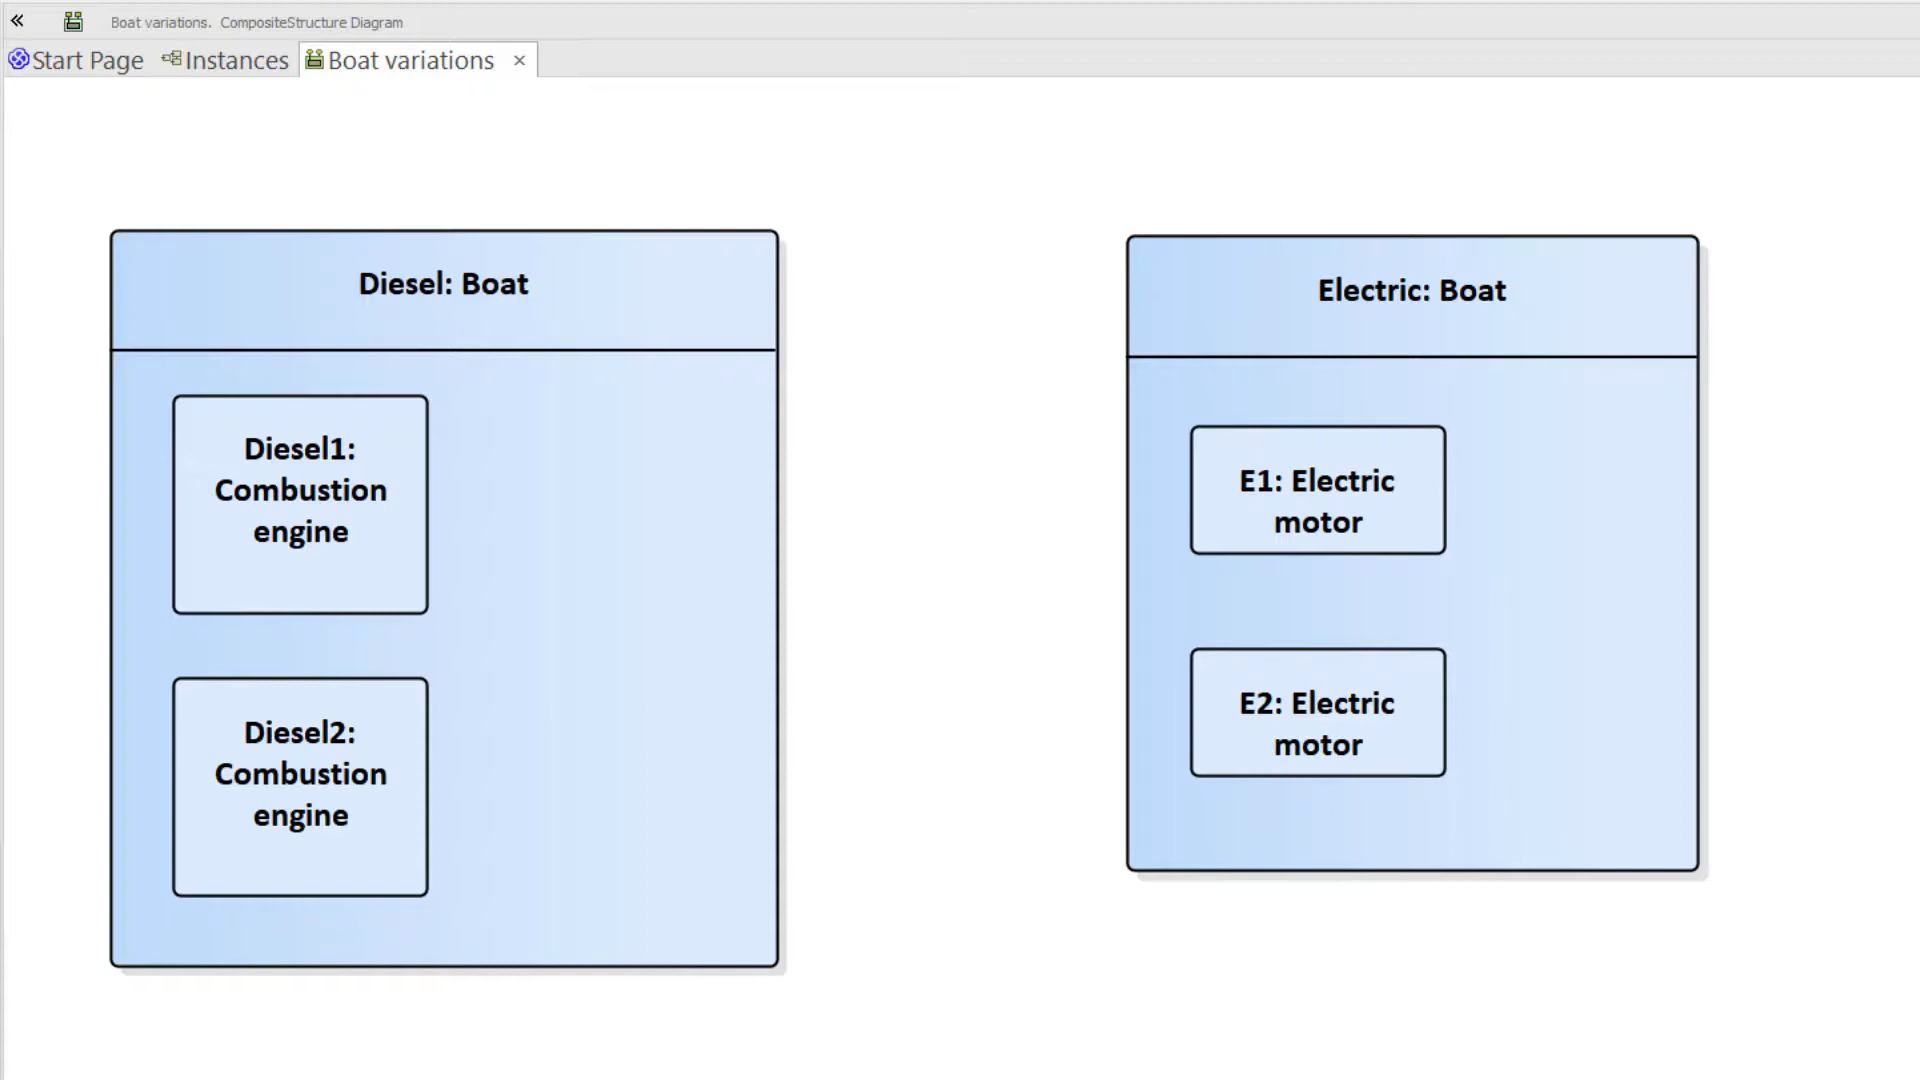 Boat variations. CompositeStructure Diagram
Start Page Instances Boat variations
Diesel: Boat
Diesel1:
Combustion
engine
Diesel2:
Combustion
engine
Electric: Boat
E1: Electric
motor
E2: Electric
motor